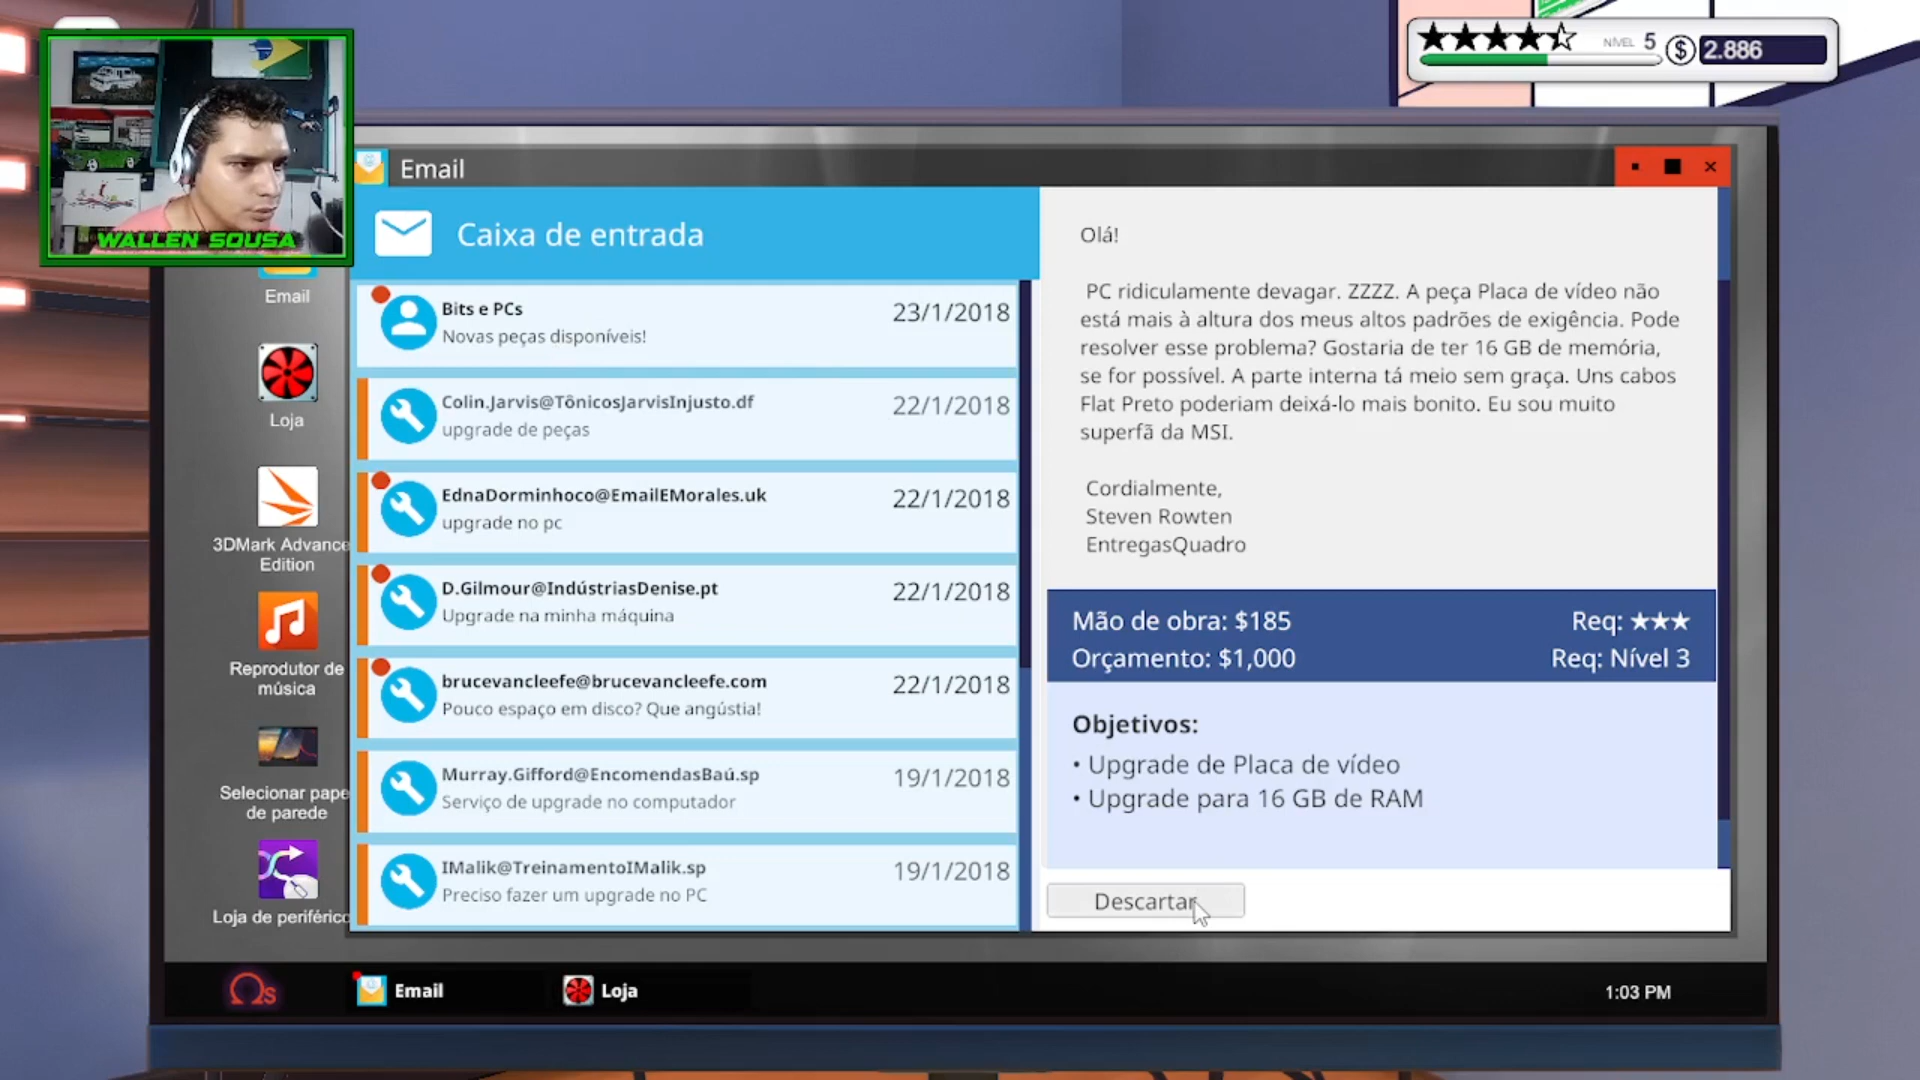 NÍVEL 5
2.886
WALLEN SOUSA
Email
Caixa de entrada
Bits e PCs
Novas peças disponíveis!
23/1/2018
Colin.Jarvis@TônicosJarvisInjusto.df
upgrade de peças
22/1/2018
EdnaDorminhoco@EmailEMorales.uk
upgrade no pc
22/1/2018
D.Gilmour@IndústriasDenise.pt
Upgrade na minha máquina
22/1/2018
brucevancleefe@brucevancleefe.com
Pouco espaço em disco? Que angústia!
22/1/2018
Murray.Gifford@EncomendasBaú.sp
Serviço de upgrade no computador
19/1/2018
IMalik@TreinamentoIMalik.sp
Preciso fazer um upgrade no PC
19/1/2018
Olá!
PC ridiculamente devagar. ZZZZ. A peça Placa de vídeo não
está mais à altura dos meus altos padrões de exigência. Pode
resolver esse problema? Gostaria de ter 16 GB de memória,
se for possível. A parte interna tá meio sem graça. Uns cabos
Flat Preto poderiam deixá-lo mais bonito. Eu sou muito
superfã da MSI.
Cordialmente,
Steven Rowten
EntregasQuadro
Mão de obra: $185
Req: ★★★
Orçamento: $1,000
Req: Nível 3
Objetivos:
• Upgrade de Placa de vídeo
• Upgrade para 16 GB de RAM
Descartar
Email
Loja
3DMark Advance
Edition
Reprodutor de
música
Selecionar pape
de parede
Loja de periféric
Ωs
Email
Loja
1:03 PM